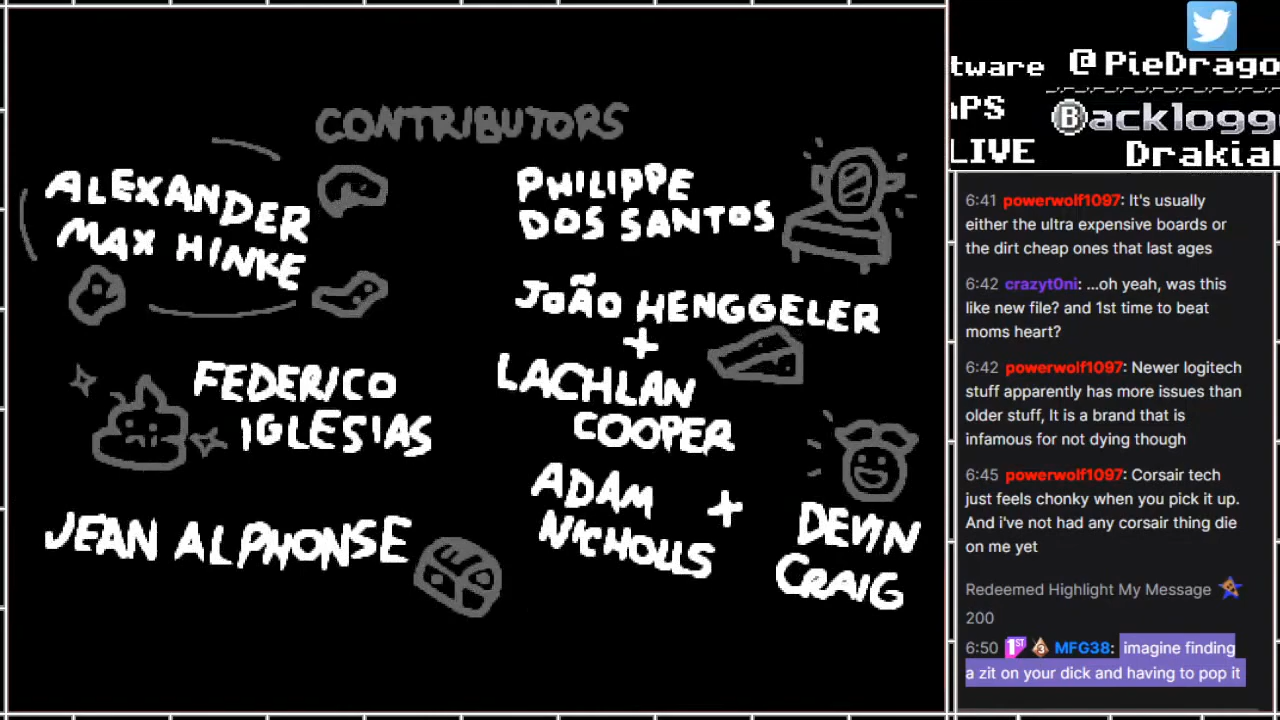 CONTRIBUTORS
ALEXANDER
MAX HINKE
PHILIPPE
DOS SANTOS
JOÃO HENGGELER
+
LACHLAN
COOPER
FEDERICO
IGLESIAS
ADAM
NICHOLLS
+
DEVIN
CRAIG
JEAN ALPHONSE
tware @PieDrago
APS Backlogg
LIVE Drakial
6:41 powerwolf1097: It's usually
either the ultra expensive boards or
the dirt cheap ones that last ages
6:42 crazyt0ni: ...oh yeah, was this
like new file? and 1st time to beat
moms heart?
6:42 powerwolf1097: Newer logitech
stuff apparently has more issues than
older stuff, It is a brand that is
infamous for not dying though
6:45 powerwolf1097: Corsair tech
just feels chonky when you pick it up.
And i've not had any corsair thing die
on me yet
Redeemed Highlight My Message
200
6:50 1ST 3 MFG38: imagine finding
a zit on your dick and having to pop it